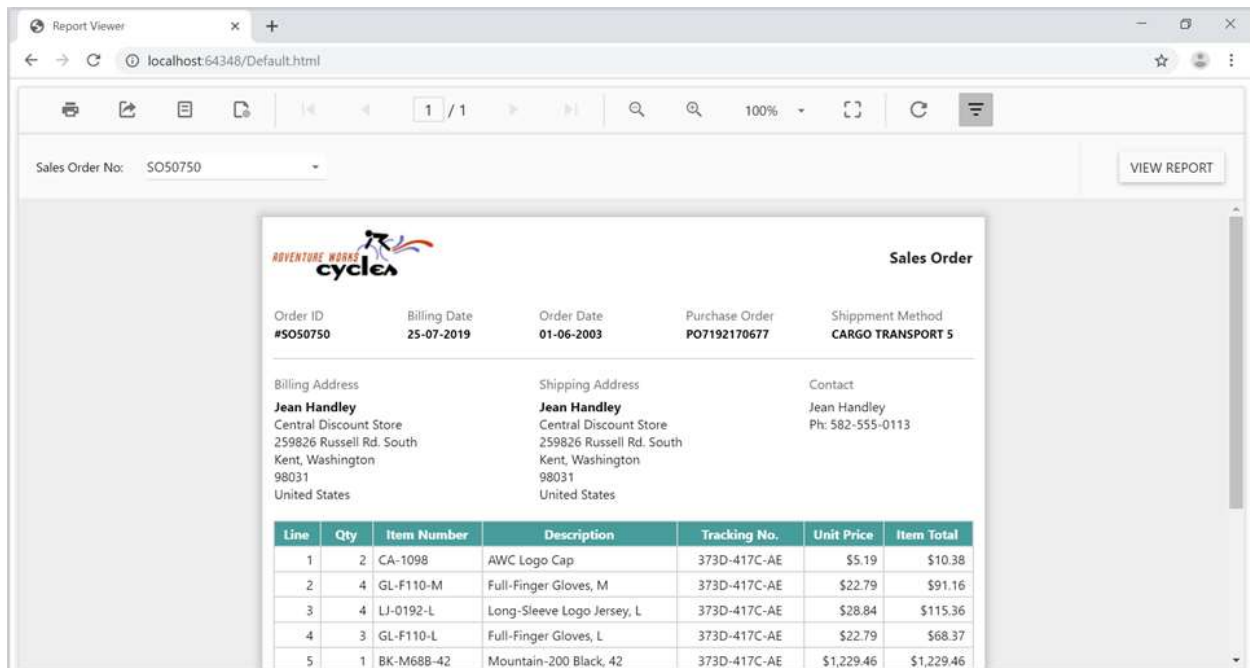 Report Viewer
localhost:64348/Default.html
1 / 1 100%
Sales Order No: SO50750 VIEW REPORT
ADVENTURE WORKS
cycles
Sales Order
Order ID Billing Date Order Date Purchase Order Shippment Method
#SO50750 25-07-2019 01-06-2003 PO7192170677 CARGO TRANSPORT 5
Billing Address Shipping Address Contact
Jean Handley Jean Handley Jean Handley
Central Discount Store Central Discount Store Ph: 582-555-0113
259826 Russell Rd. South 259826 Russell Rd. South
Kent, Washington Kent, Washington
98031 98031
United States United States
Line Qty Item Number Description Tracking No. Unit Price Item Total
1 2 CA-1098 AWC Logo Cap 373D-417C-AE $5.19 $10.38
2 4 GL-F110-M Full-Finger Gloves, M 373D-417C-AE $22.79 $91.16
3 4 LJ-0192-L Long-Sleeve Logo Jersey, L 373D-417C-AE $28.84 $115.36
4 3 GL-F110-L Full-Finger Gloves, L 373D-417C-AE $22.79 $68.37
5 1 BK-M68B-42 Mountain-200 Black, 42 373D-417C-AE $1,229.46 $1,229.46